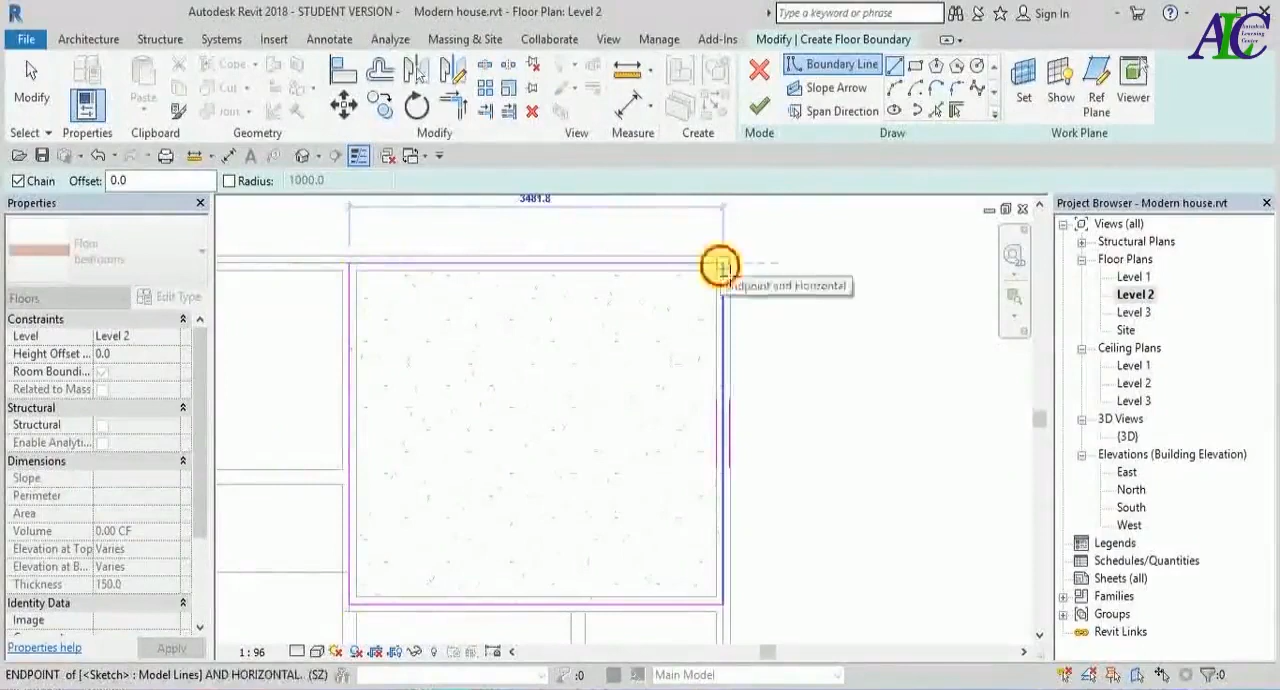 Autodesk Revit 2018 - STUDENT VERSION - Modern house.rvt - Floor Plan: Level 2
Type a keyword or phrase
Sign In
ALC
Autodesk
Learning
Center
File Architecture Structure Systems Insert Annotate Analyze Massing & Site Collaborate View Manage Add-Ins Modify | Create Floor Boundary
Modify
Paste
Cope
Cut
Join
Boundary Line
Slope Arrow
Span Direction
Set Show Ref Viewer
Plane
Select Properties Clipboard Geometry Modify View Measure Create Mode Draw Work Plane
Chain Offset: 0.0 Radius: 1000.0
Properties
Floor
bedrooms
Floors Edit Type
Constraints
Level Level 2
Height Offset ... 0.0
Room Boundi...
Related to Mass
Structural
Structural
Enable Analyti...
Dimensions
Slope
Perimeter
Area
Volume 0.00 CF
Elevation at Top Varies
Elevation at B... Varies
Thickness 150.0
Identity Data
Image
Properties help Apply
3481.8
Endpoint and Horizontal
2D
Project Browser - Modern house.rvt
Views (all)
Structural Plans
Floor Plans
Level 1
Level 2
Level 3
Site
Ceiling Plans
Level 1
Level 2
Level 3
3D Views
{3D}
Elevations (Building Elevation)
East
North
South
West
Legends
Schedules/Quantities
Sheets (all)
Families
Groups
Revit Links
1 : 96
ENDPOINT of [<Sketch> : Model Lines] AND HORIZONTAL. (SZ)
:0
Main Model
:0